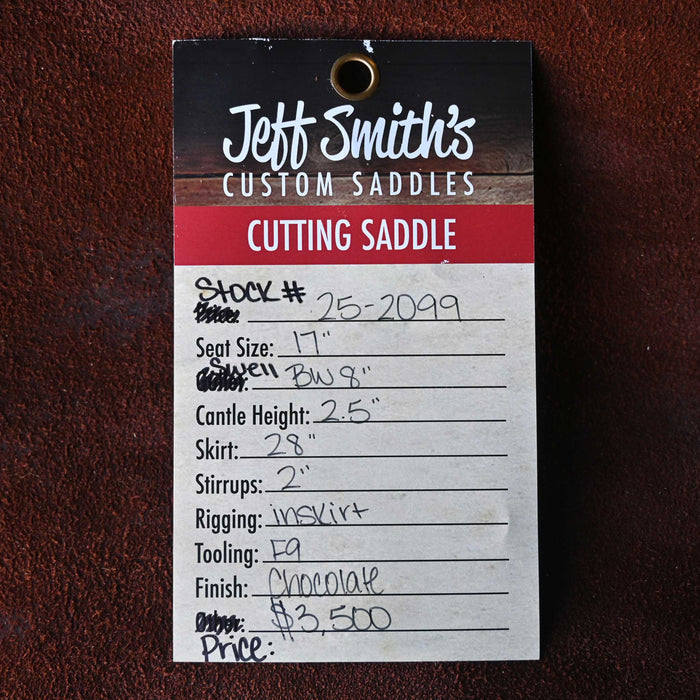 Jeff Smith's
CUSTOM SADDLES
CUTTING SADDLE
Stock #
25-2099
Seat Size: 17"
Swell
BW 8"
Cantle Height: 2.5"
Skirt: 28"
Stirrups: 2"
Rigging: inskirt
Tooling: F9
Finish: Chocolate
$3,500
Price: